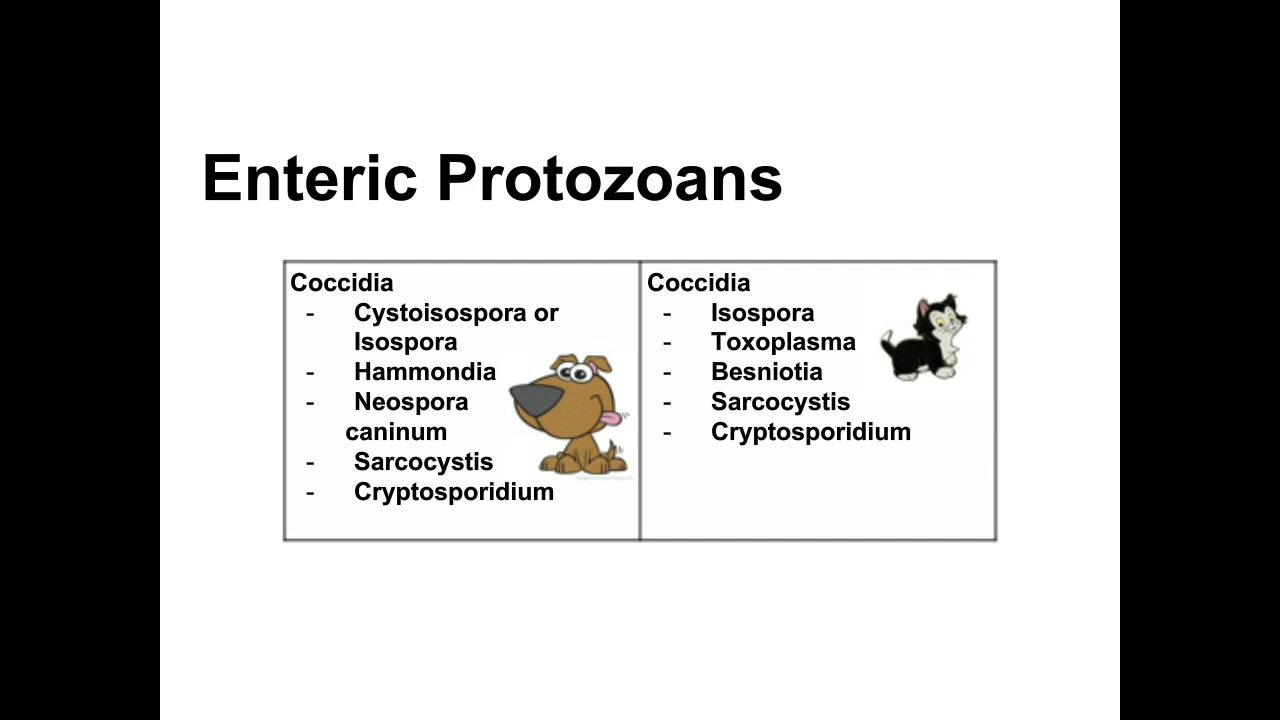 Enteric Protozoans
Coccidia
- Cystoisospora or
Isospora
- Hammondia
- Neospora
caninum
- Sarcocystis
- Cryptosporidium
Coccidia
- Isospora
- Toxoplasma
- Besniotia
- Sarcocystis
- Cryptosporidium